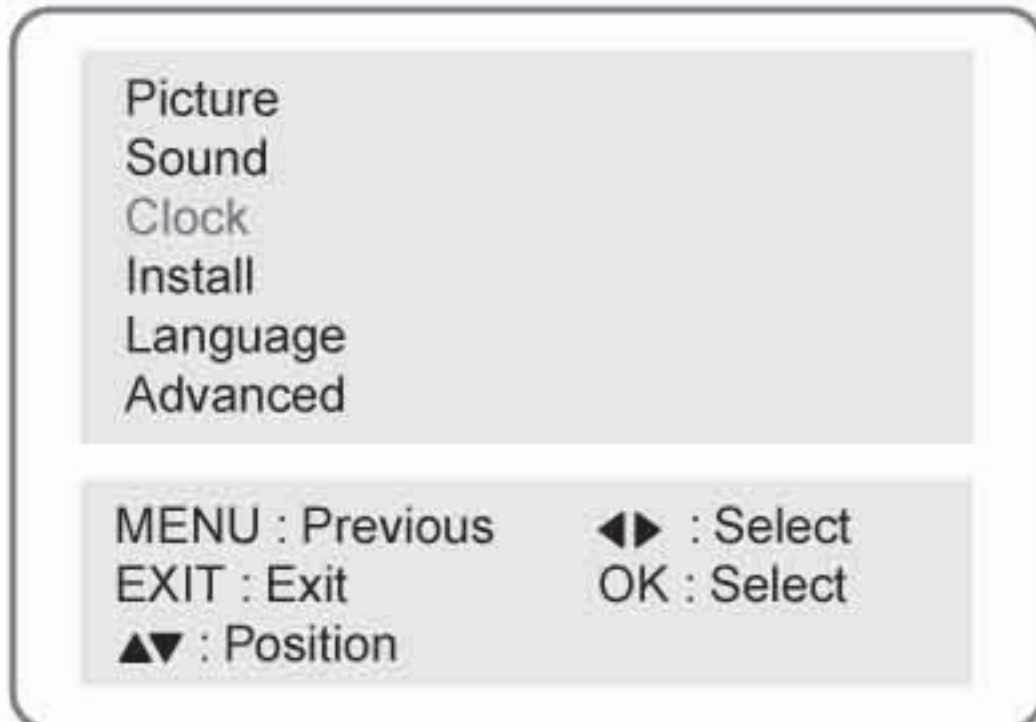 Picture
Sound
Clock
Install
Language
Advanced
MENU : Previous ◀▶ : Select
EXIT : Exit OK : Select
▲▼ : Position